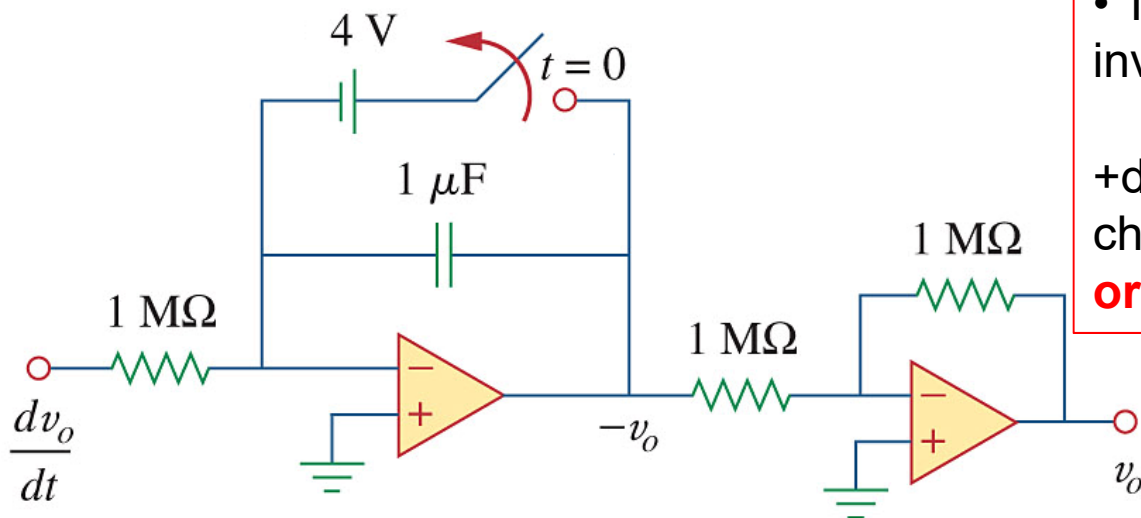 4 V
t = 0
1 μF
1 MΩ
1 MΩ
1 MΩ
− +
− +
dv_o
dt
−v_o
v_o
•
inv
+d
ch
or